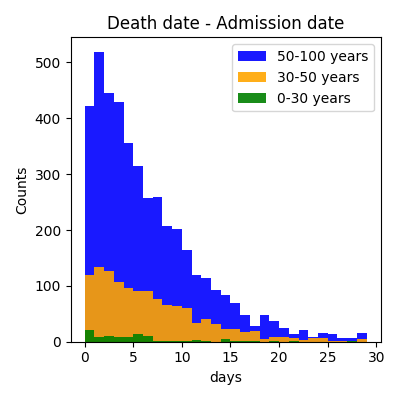 Death date - Admission date
50-100 years
30-50 years
0-30 years
Counts
500
400
300
200
100
0
0 5 10 15 20 25 30
days